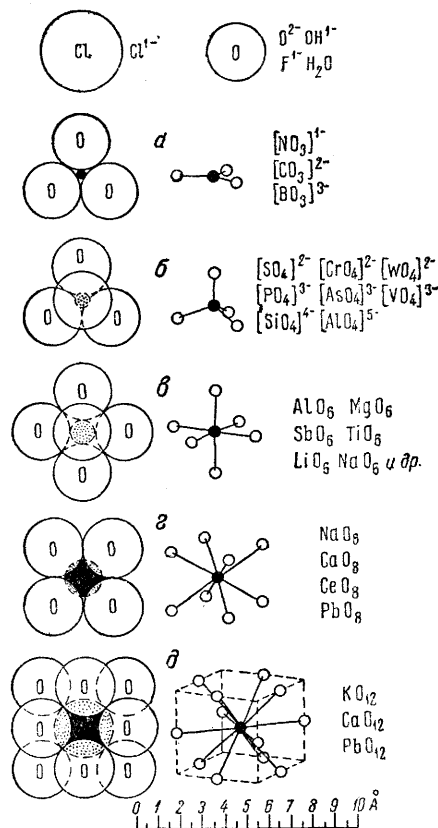 Cl Cl¹⁻ O O²⁻ OH¹⁻
F¹⁻ H₂O
O а [NO₃]¹⁻
O O [CO₃]²⁻
[BO₃]³⁻
O б [SO₄]²⁻ [CrO₄]²⁻ [WO₄]²⁻
O O [PO₄]³⁻ [AsO₄]³⁻ [VO₄]³⁻
[SiO₄]⁴⁻ [AlO₄]⁵⁻
O в AlO₆ MgO₆
O O SbO₆ TiO₆
O LiO₆ NaO₆ и др.
O O г NaO₈
CaO₈
O O CeO₈
PbO₈
O O O д
O O KO₁₂
CaO₁₂
O O O PbO₁₂
0 1 2 3 4 5 6 7 8 9 10 Å